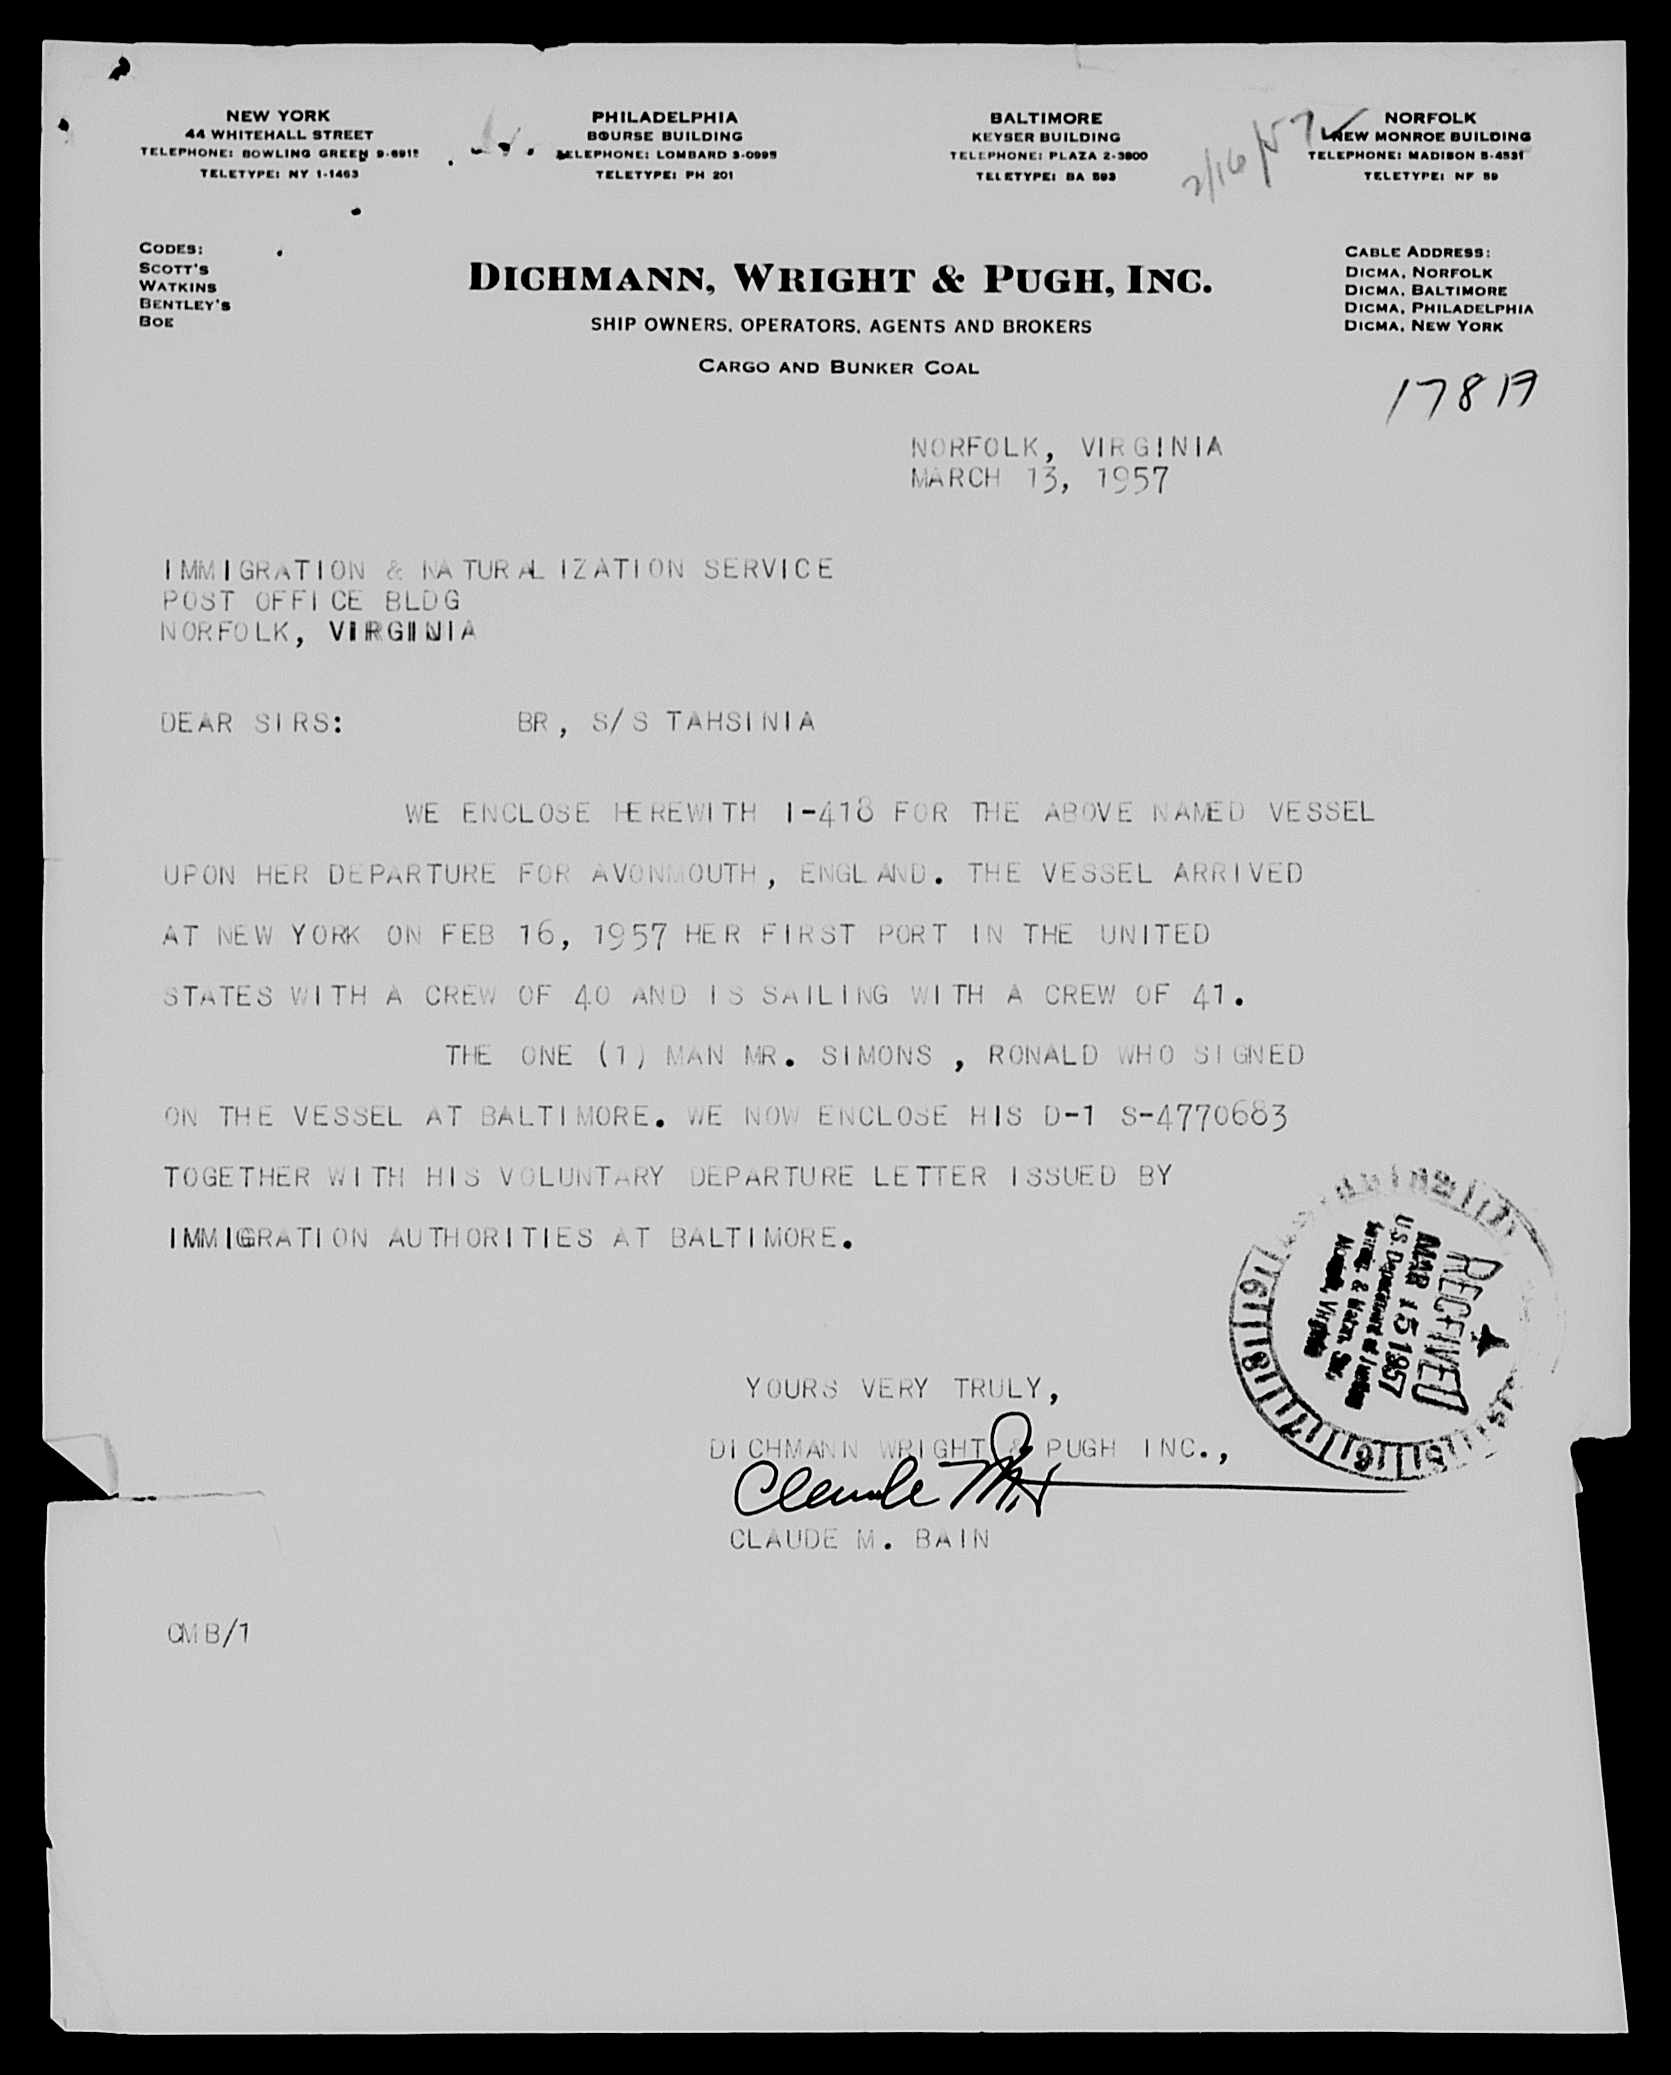 NEW YORK
44 WHITEHALL STREET
TELEPHONE: BOWLING GREEN
TELETYPE: NY 1-1463
PHILADELPHIA
BOURSE BUILDING
TELEPHONE: LOMBARD 3-0995
TELETYPE: PH 201
BALTIMORE
KEYSER BUILDING
TELEPHONE: PLAZA 2-3800
TELETYPE: BA 593
2/16/57
NORFOLK
NEW MONROE BUILDING
TELEPHONE: MADISON 5-4531
TELETYPE: NF 89
CODES:
SCOTT'S
WATKINS
BENTLEY'S
BOE
DICHMANN, WRIGHT & PUGH, INC.
SHIP OWNERS, OPERATORS, AGENTS AND BROKERS
CARGO AND BUNKER COAL
CABLE ADDRESS:
DICMA, NORFOLK
DICMA, BALTIMORE
DICMA, PHILADELPHIA
DICMA, NEW YORK
NORFOLK, VIRGINIA
MARCH 13, 1957
IMMIGRATION & NATURALIZATION SERVICE
POST OFFICE BLDG
NORFOLK, VIRGINIA
DEAR SIRS: BR, S/S TAHSINIA
WE ENCLOSE HEREWITH I-418 FOR THE ABOVE NAMED VESSEL
UPON HER DEPARTURE FOR AVONMOUTH, ENGLAND. THE VESSEL ARRIVED
AT NEW YORK ON FEB 16, 1957 HER FIRST PORT IN THE UNITED
STATES WITH A CREW OF 40 AND IS SAILING WITH A CREW OF 41.
THE ONE (1) MAN MR. SIMONS , RONALD WHO SIGNED
ON THE VESSEL AT BALTIMORE. WE NOW ENCLOSE HIS D-1 S-4770683
TOGETHER WITH HIS VOLUNTARY DEPARTURE LETTER ISSUED BY
IMMIGRATION AUTHORITIES AT BALTIMORE.
RECEIVED
MAR 15 1957
U.S. Department of Justice
Immig. & Natzn. Ser.
Norfolk, Virginia
YOURS VERY TRULY,
DICHMANN WRIGHT & PUGH INC.,
CLAUDE M. BAIN
CMB/1